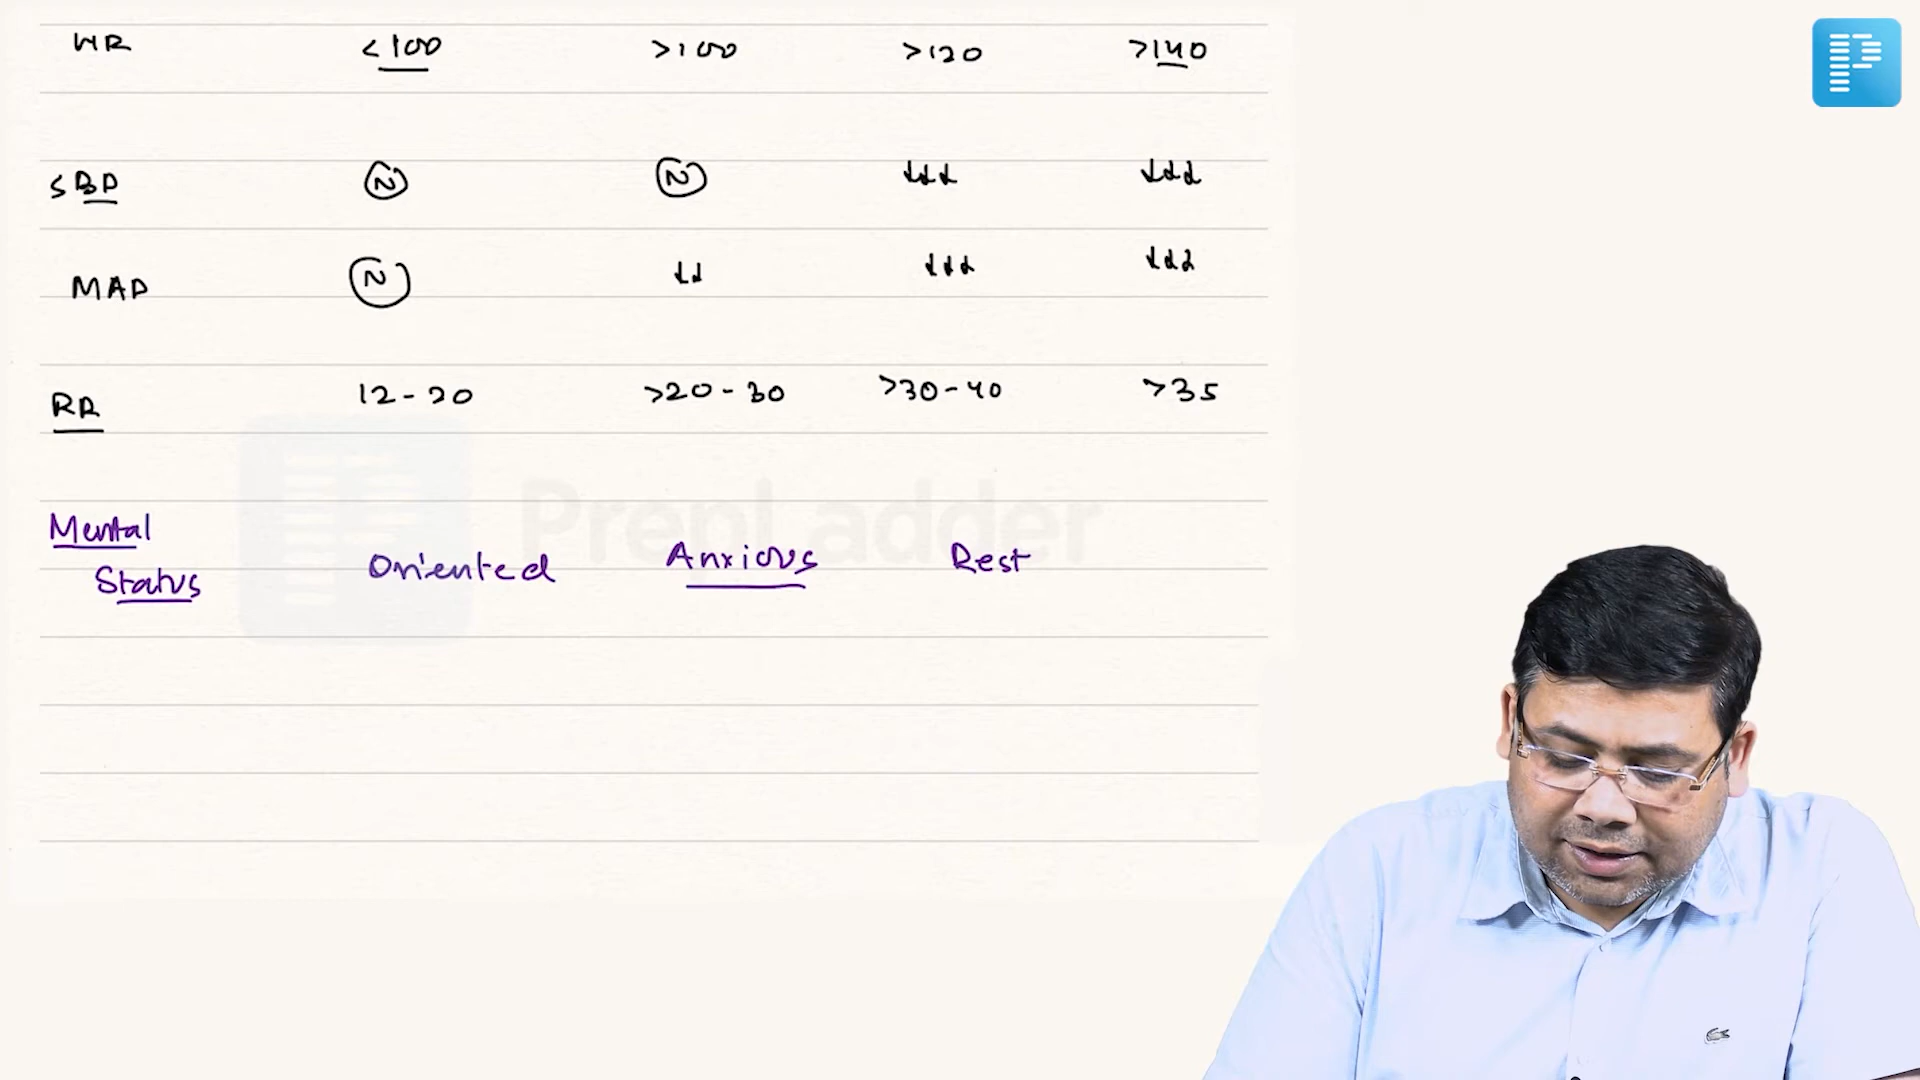 HR <100 >100 >120 >140
SBP N N ↓↓↓ ↓↓↓
MAP N ↓↓ ↓↓↓ ↓↓↓
RR 12-20 >20-30 >30-40 >35
Mental Status Oriented Anxious Rest
PrepLadder